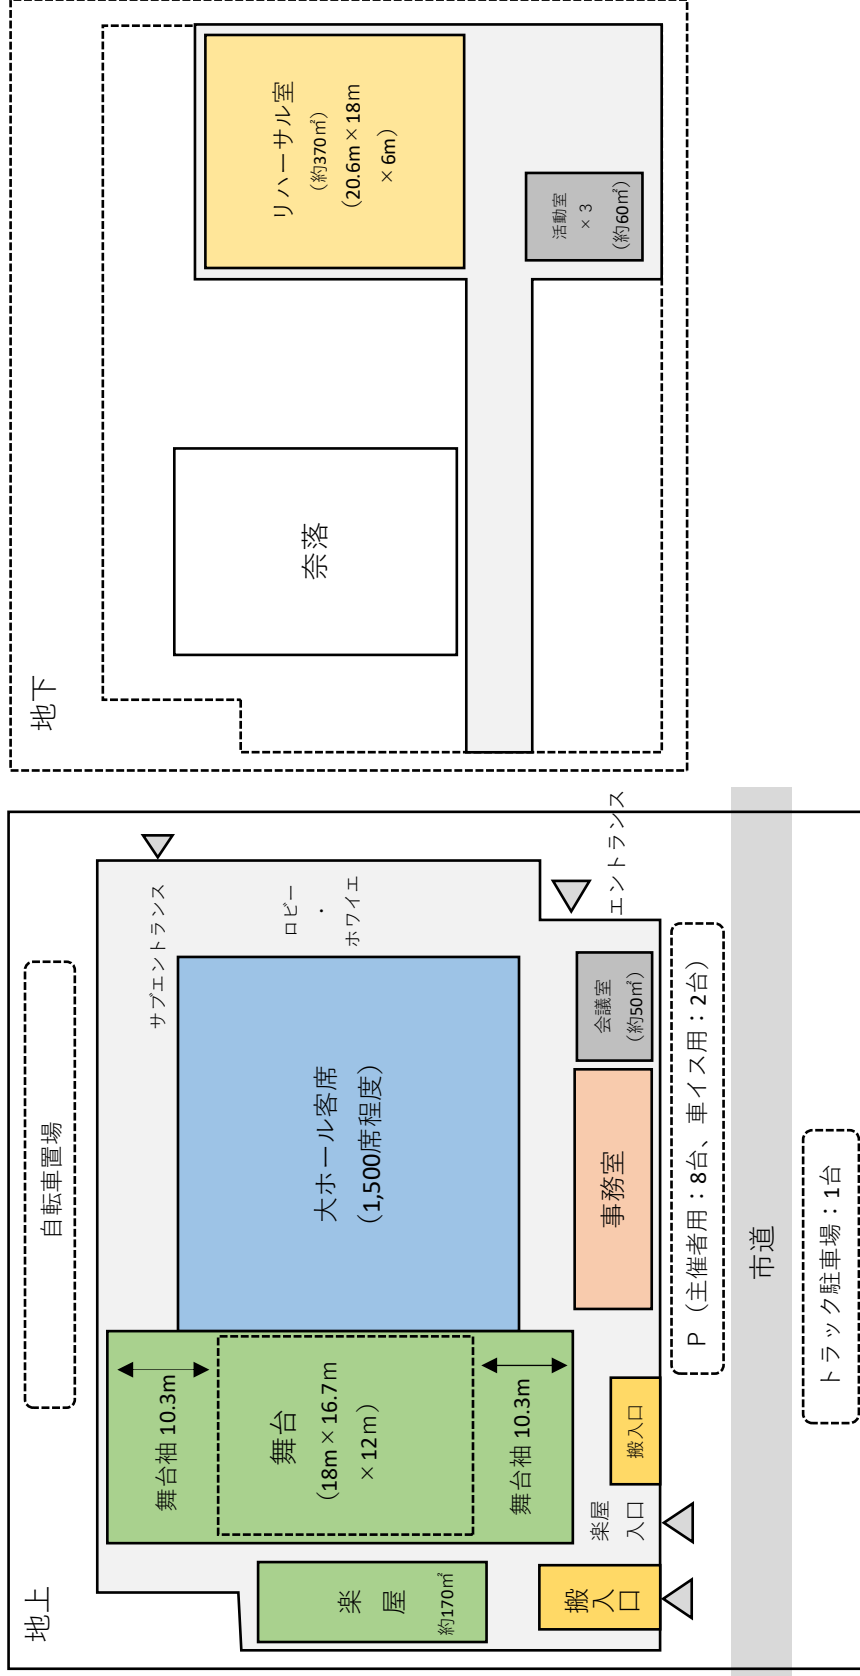 地上
自転車置場
サブエントランス
ロビー
・
ホワイエ
エントランス
大ホール客席
（1,500席程度）
舞台袖 10.3m
舞台
（18m×16.7m
×12m）
舞台袖 10.3m
楽屋
約170㎡
搬入口
楽屋
入口
搬入口
事務室
会議室
（約50㎡）
P（主催者用：8台、車イス用：2台）
市道
トラック駐車場：1台
地下
奈落
リハーサル室
（約370㎡）
（20.6m×18m
×6m）
活動室
×3
（約60㎡）